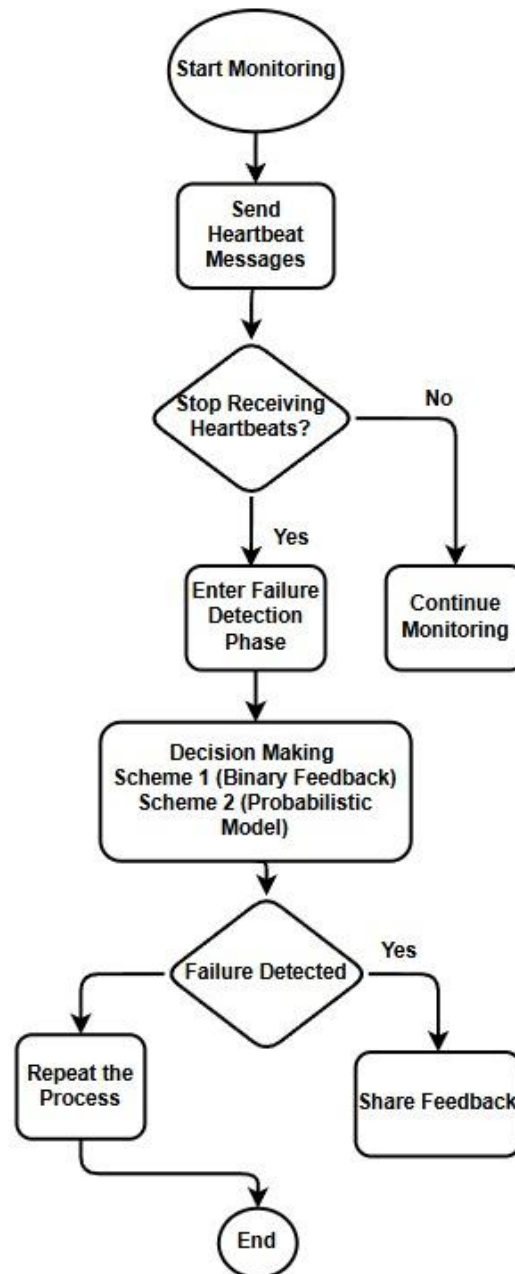 Start Monitoring
Send
Heartbeat
Messages
Stop Receiving
Heartbeats?
No
Yes
Enter Failure
Detection
Phase
Continue
Monitoring
Decision Making
Scheme 1 (Binary Feedback)
Scheme 2 (Probabilistic
Model)
Failure Detected
Yes
Repeat the
Process
Share Feedback
End